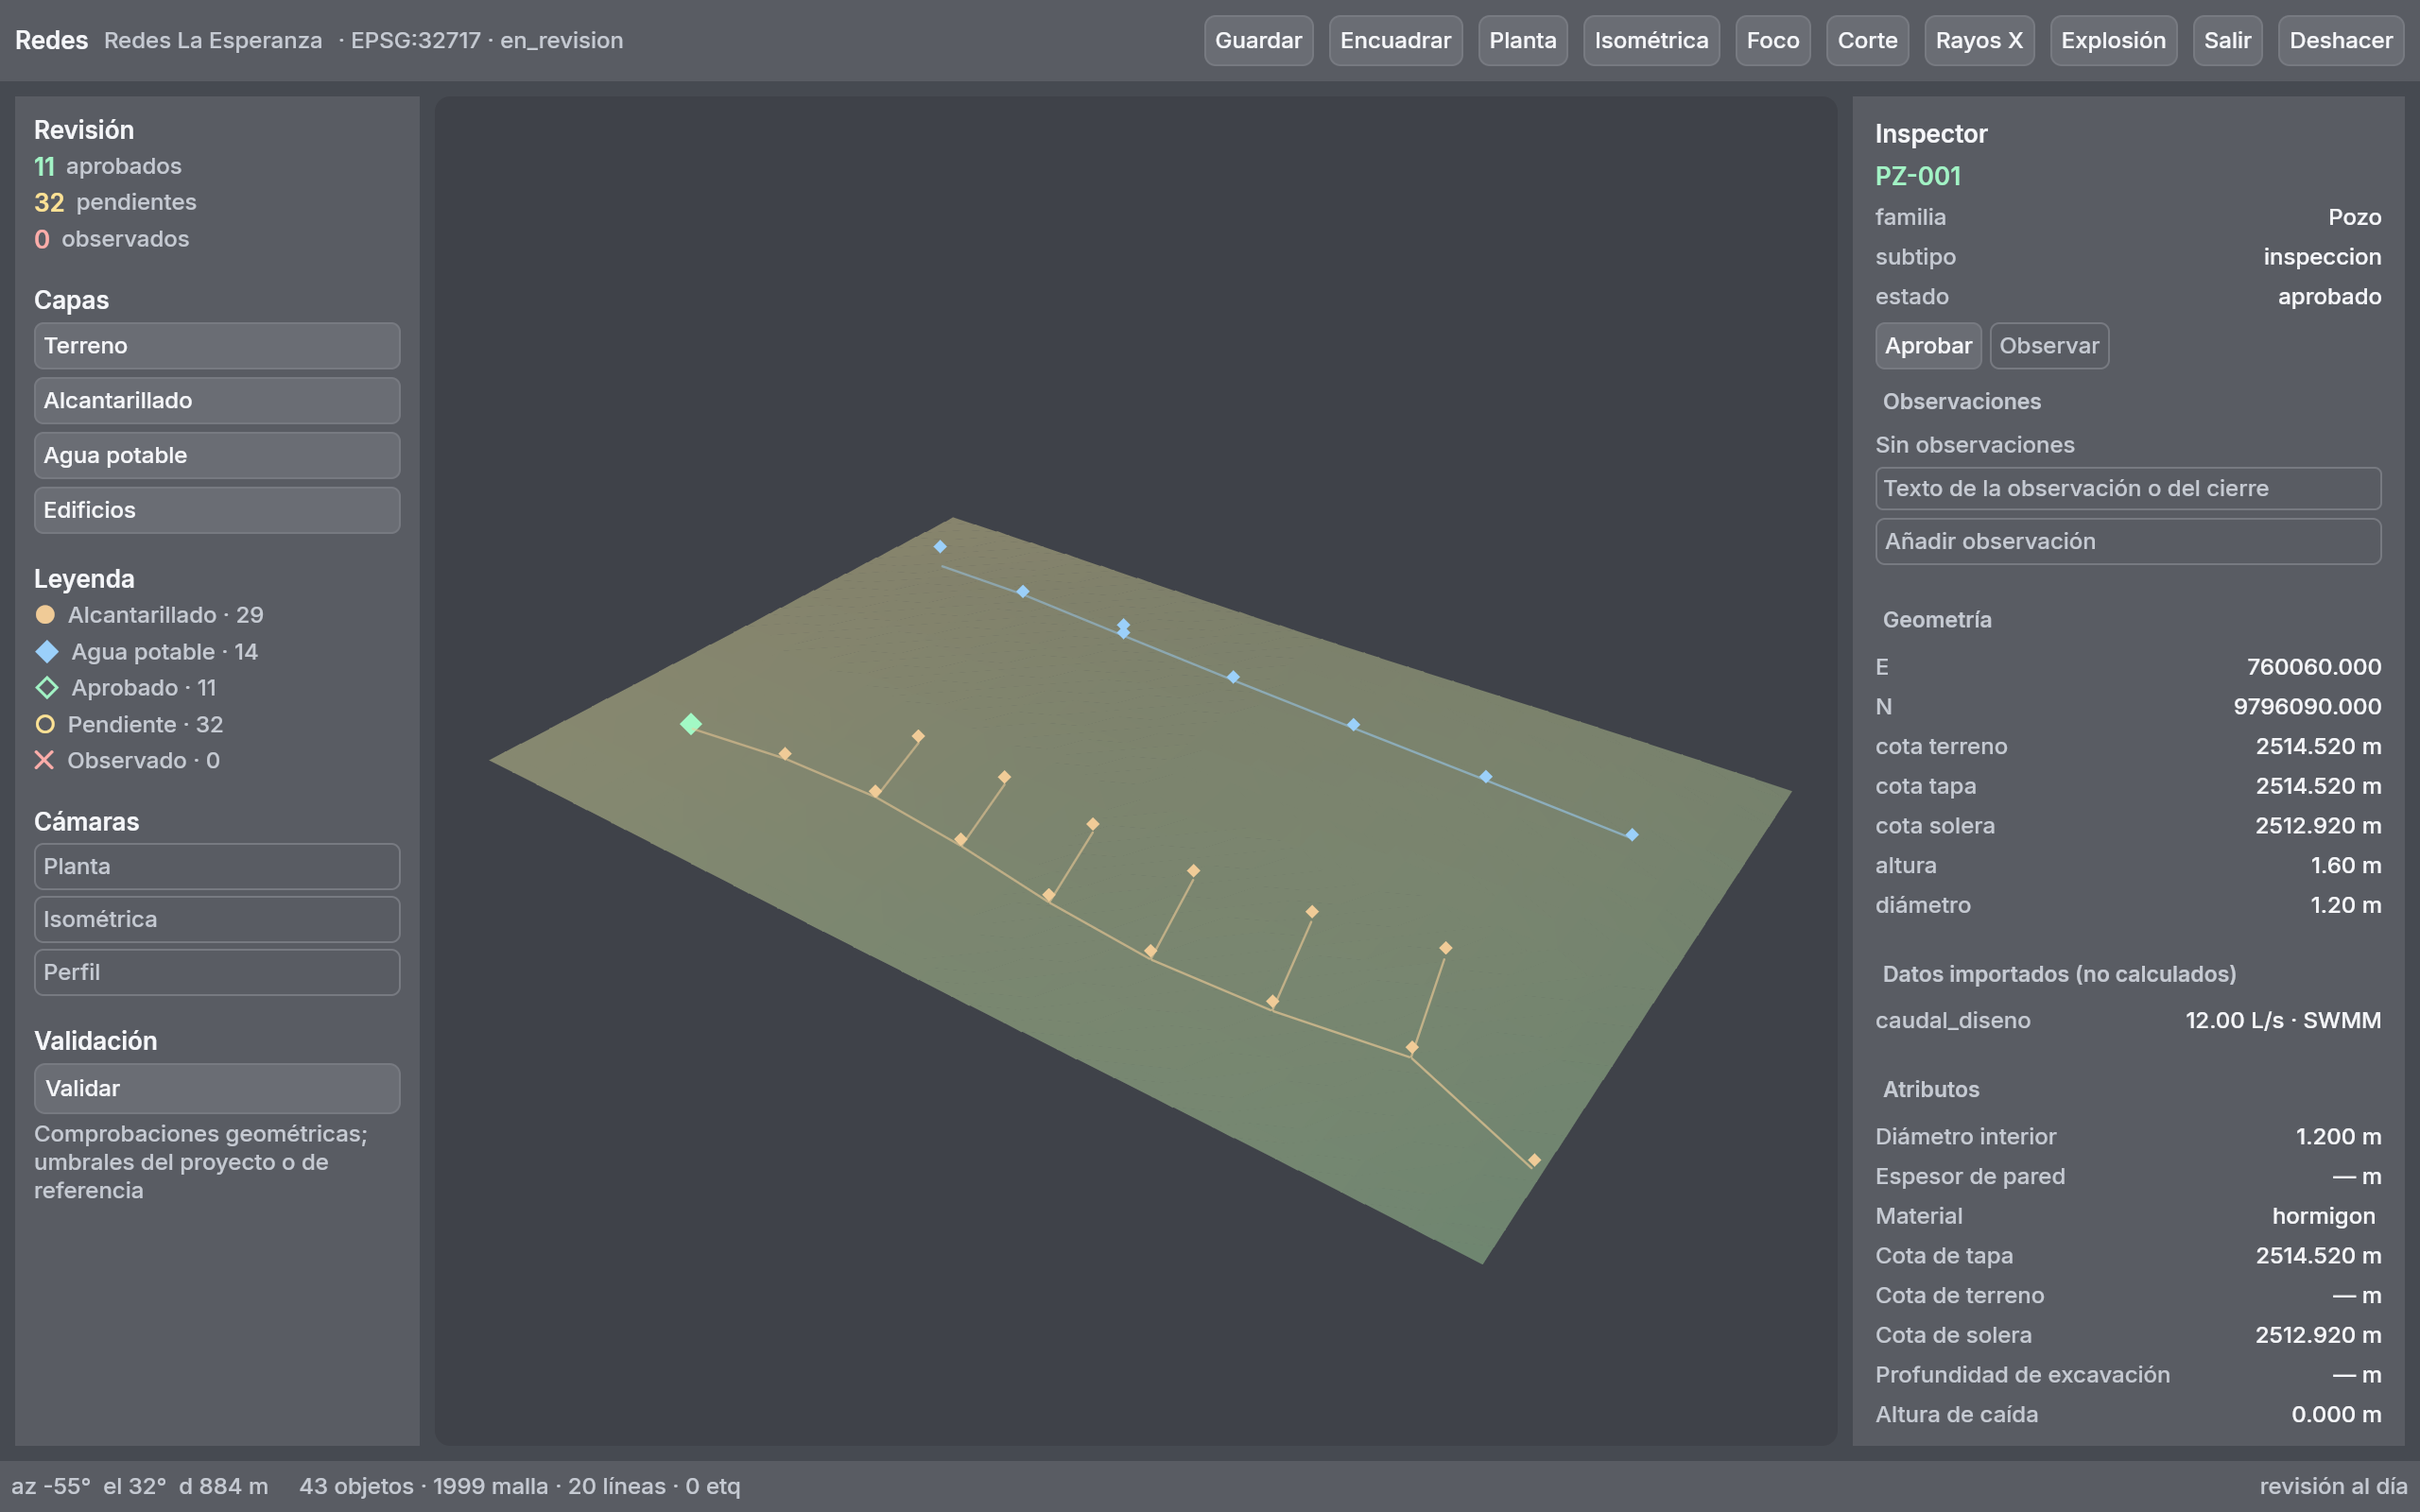 Redes Redes La Esperanza · EPSG:32717 · en_revision Guardar Encuadrar Planta Isométrica Foco Corte Rayos X Explosión Salir Deshacer
Revisión
11 aprobados
32 pendientes
0 observados
Capas
Terreno
Alcantarillado
Agua potable
Edificios
Leyenda
Alcantarillado · 29
Agua potable · 14
Aprobado · 11
Pendiente · 32
Observado · 0
Cámaras
Planta
Isométrica
Perfil
Validación
Validar
Comprobaciones geométricas;
umbrales del proyecto o de
referencia
Inspector
PZ-001
familia Pozo
subtipo inspeccion
estado aprobado
Aprobar Observar
Observaciones
Sin observaciones
Texto de la observación o del cierre
Añadir observación
Geometría
E 760060.000
N 9796090.000
cota terreno 2514.520 m
cota tapa 2514.520 m
cota solera 2512.920 m
altura 1.60 m
diámetro 1.20 m
Datos importados (no calculados)
caudal_diseno 12.00 L/s · SWMM
Atributos
Diámetro interior 1.200 m
Espesor de pared — m
Material hormigon
Cota de tapa 2514.520 m
Cota de terreno — m
Cota de solera 2512.920 m
Profundidad de excavación — m
Altura de caída 0.000 m
az -55° el 32° d 884 m 43 objetos · 1999 malla · 20 líneas · 0 etq revisión al día